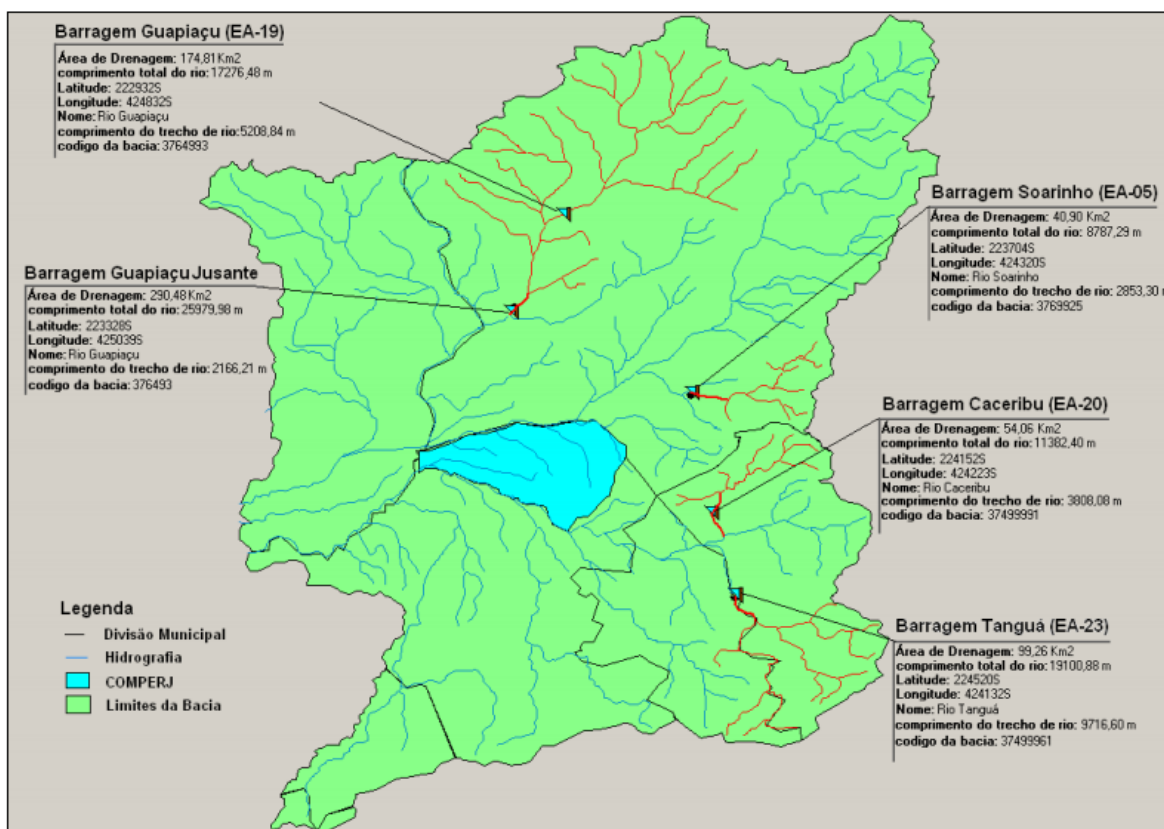 Barragem Guapiaçu (EA-19)
Área de Drenagem: 174,81Km2
comprimento total do rio: 17276,48 m
Latitude: 222932S
Longitude: 424832S
Nome: Rio Guapiaçu
comprimento do trecho de rio: 5208,84 m
codigo da bacia: 3764993
Barragem Soarinho (EA-05)
Área de Drenagem: 40,90 Km2
comprimento total do rio: 8787,29 m
Latitude: 223704S
Longitude: 424320S
Nome: Rio Soarinho
comprimento do trecho de rio: 2853,30 m
codigo da bacia: 3769925
Barragem Guapiaçu Jusante
Área de Drenagem: 290,48 Km2
comprimento total do rio: 25979,98 m
Latitude: 223328S
Longitude: 425039S
Nome: Rio Guapiaçu
comprimento do trecho de rio: 2166,21 m
codigo da bacia: 376493
Barragem Caceribu (EA-20)
Área de Drenagem: 54,06 Km2
comprimento total do rio: 11382,40 m
Latitude: 224152S
Longitude: 424223S
Nome: Rio Caceribu
comprimento do trecho de rio: 3808,08 m
codigo da bacia: 37499991
Barragem Tanguá (EA-23)
Área de Drenagem: 99,26 Km2
comprimento total do rio: 19100,88 m
Latitude: 224520S
Longitude: 424132S
Nome: Rio Tanguá
comprimento do trecho de rio: 9716,60 m
codigo da bacia: 37499961
Legenda
Divisão Municipal
Hidrografia
COMPERJ
Limites da Bacia